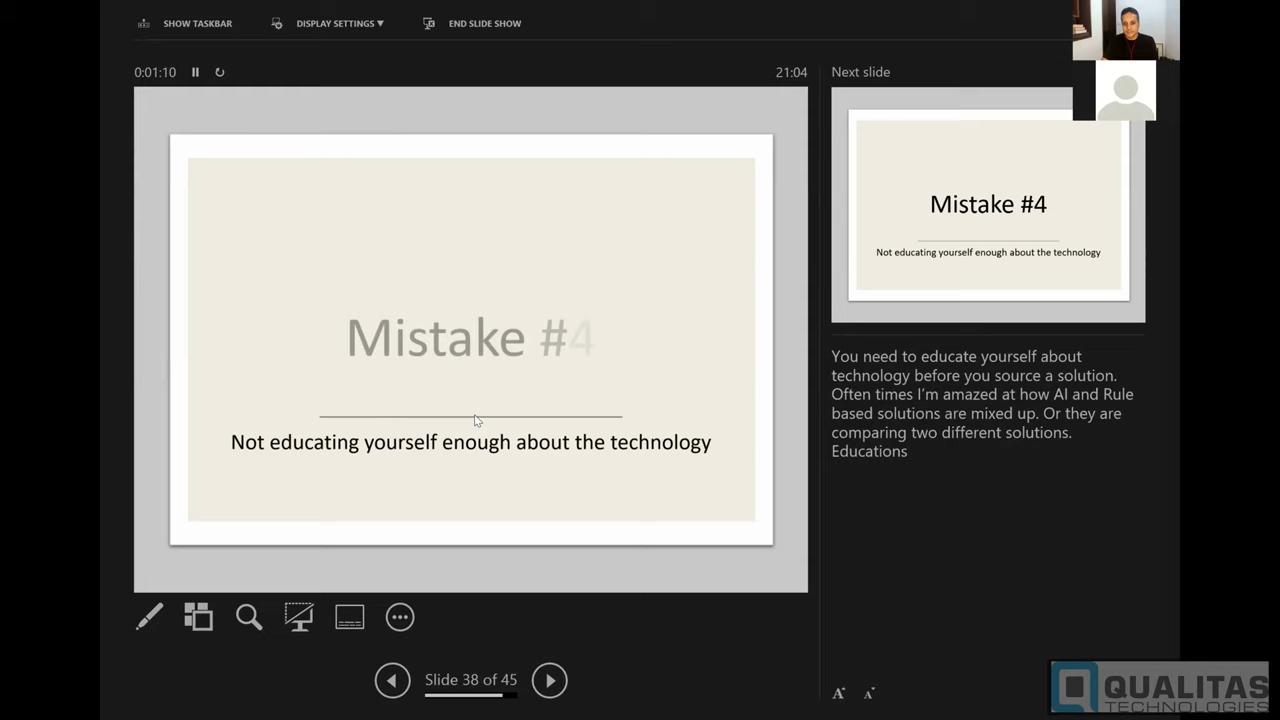 SHOW TASKBAR
DISPLAY SETTINGS ▼
END SLIDE SHOW
0:01:10
21:04
Next slide
Mistake #4
Not educating yourself enough about the technology
Mistake #4
Not educating yourself enough about the technology
You need to educate yourself about
technology before you source a solution.
Often times I'm amazed at how AI and Rule
based solutions are mixed up. Or they are
comparing two different solutions.
Educations
Slide 38 of 45
A A
QUALITAS
TECHNOLOGIES